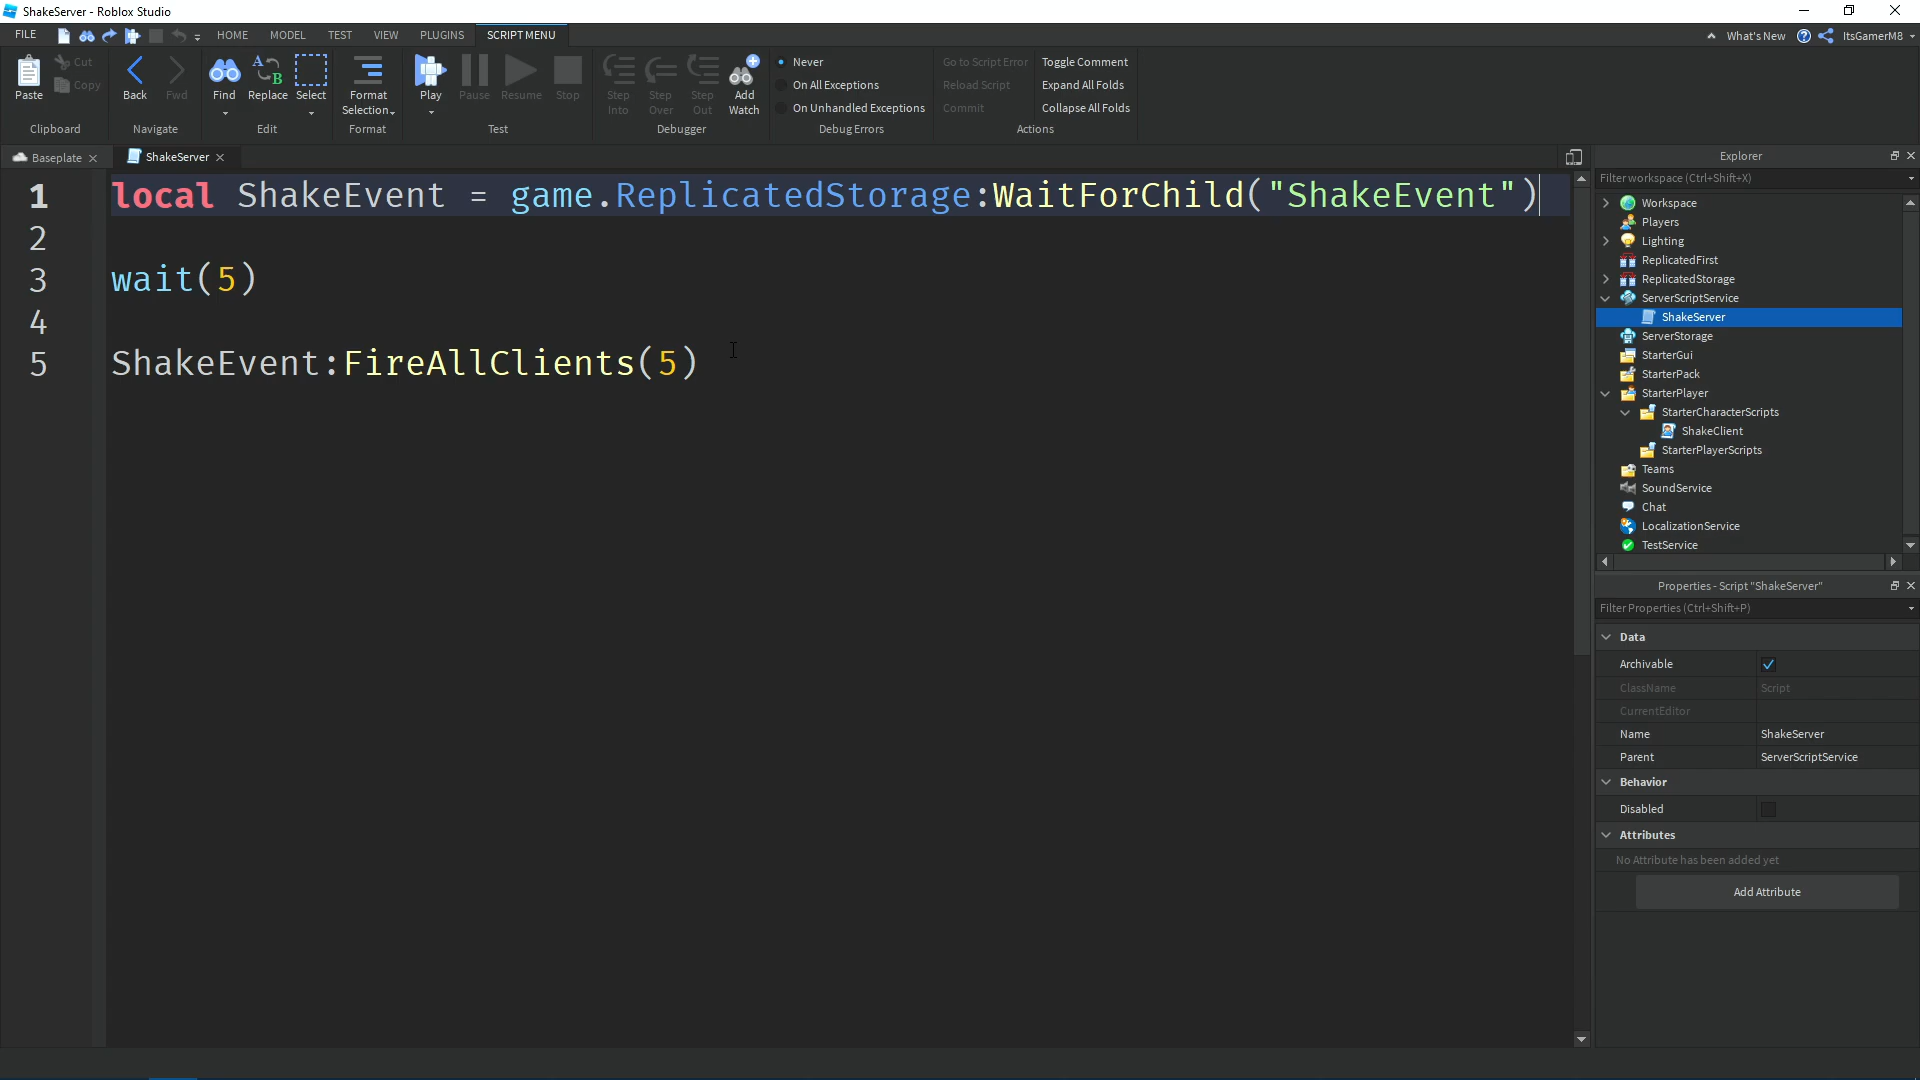 ShakeServer - Roblox Studio
FILE HOME MODEL TEST VIEW PLUGINS SCRIPT MENU What's New ItsGamerM8
Paste Cut Copy
Clipboard
Back Fwd
Navigate
Find Replace Select
Edit
Format Selection
Format
Play Pause Resume Stop
Test
Step Into Step Over Step Out Add Watch
Debugger
Never
On All Exceptions
On Unhandled Exceptions
Debug Errors
Go to Script Error Toggle Comment
Reload Script Expand All Folds
Commit Collapse All Folds
Actions
Baseplate ShakeServer
1 local ShakeEvent = game.ReplicatedStorage:WaitForChild("ShakeEvent")
2
3 wait(5)
4
5 ShakeEvent:FireAllClients(5)
Explorer
Filter workspace (Ctrl+Shift+X)
Workspace
Players
Lighting
ReplicatedFirst
ReplicatedStorage
ServerScriptService
ShakeServer
ServerStorage
StarterGui
StarterPack
StarterPlayer
StarterCharacterScripts
ShakeClient
StarterPlayerScripts
Teams
SoundService
Chat
LocalizationService
TestService
Properties - Script "ShakeServer"
Filter Properties (Ctrl+Shift+P)
Data
Archivable
ClassName Script
CurrentEditor
Name ShakeServer
Parent ServerScriptService
Behavior
Disabled
Attributes
No Attribute has been added yet
Add Attribute